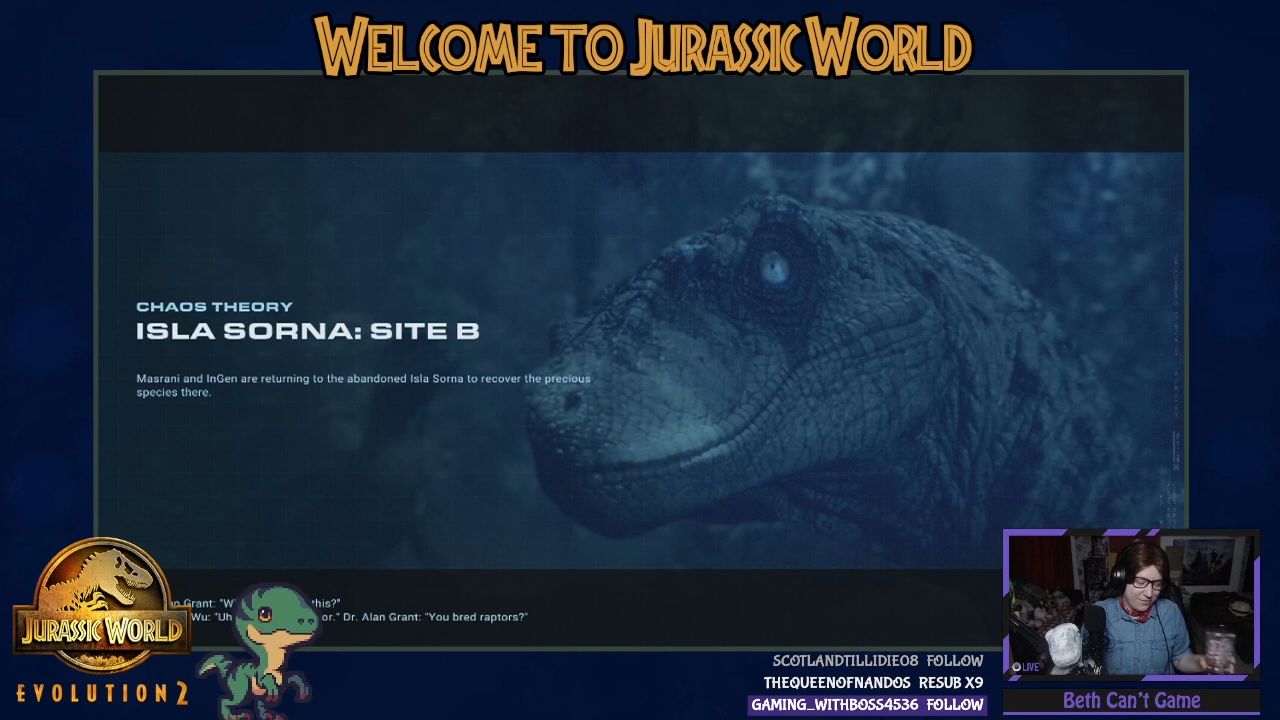 WELCOME TO JURASSIC WORLD
CHAOS THEORY
ISLA SORNA: SITE B
Masrani and InGen are returning to the abandoned Isla Sorna to recover the precious
species there.
Grant: "W this?"
Wu: "Uh or." Dr. Alan Grant: "You bred raptors?"
JURASSIC WORLD
EVOLUTION 2
SCOTLANDTILLIDIE08 FOLLOW
THEQUEENOFNANDOS RESUB X9
GAMING_WITHBOSS4536 FOLLOW
LIVE
Beth Can't Game